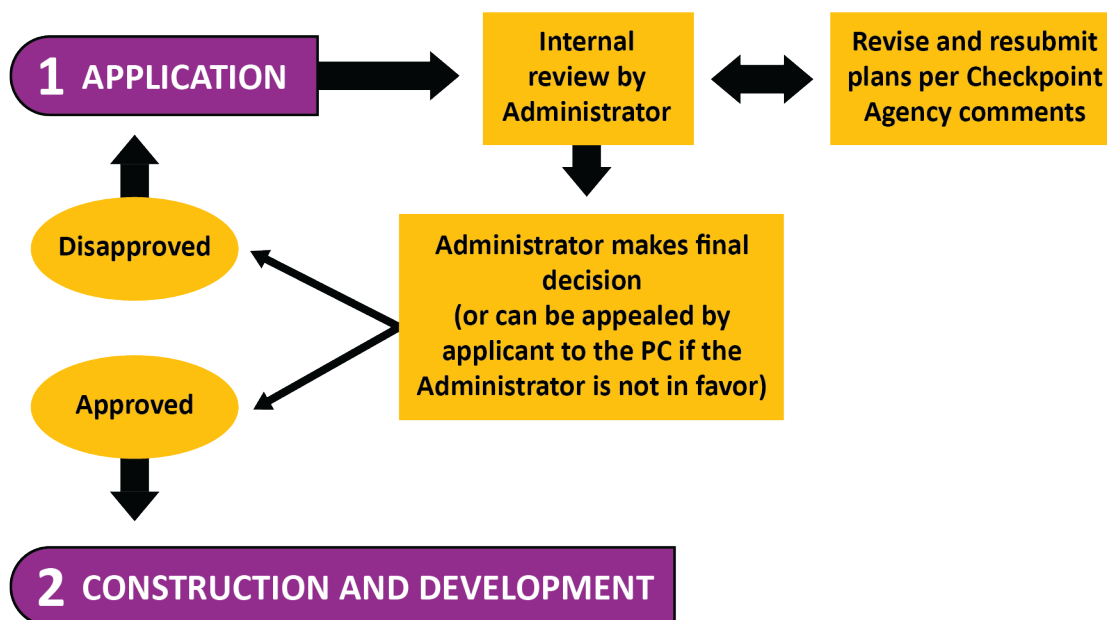 1 APPLICATION
Internal
review by
Administrator
Revise and resubmit
plans per Checkpoint
Agency comments
Disapproved
Administrator makes final
decision
(or can be appealed by
applicant to the PC if the
Administrator is not in favor)
Approved
2 CONSTRUCTION AND DEVELOPMENT